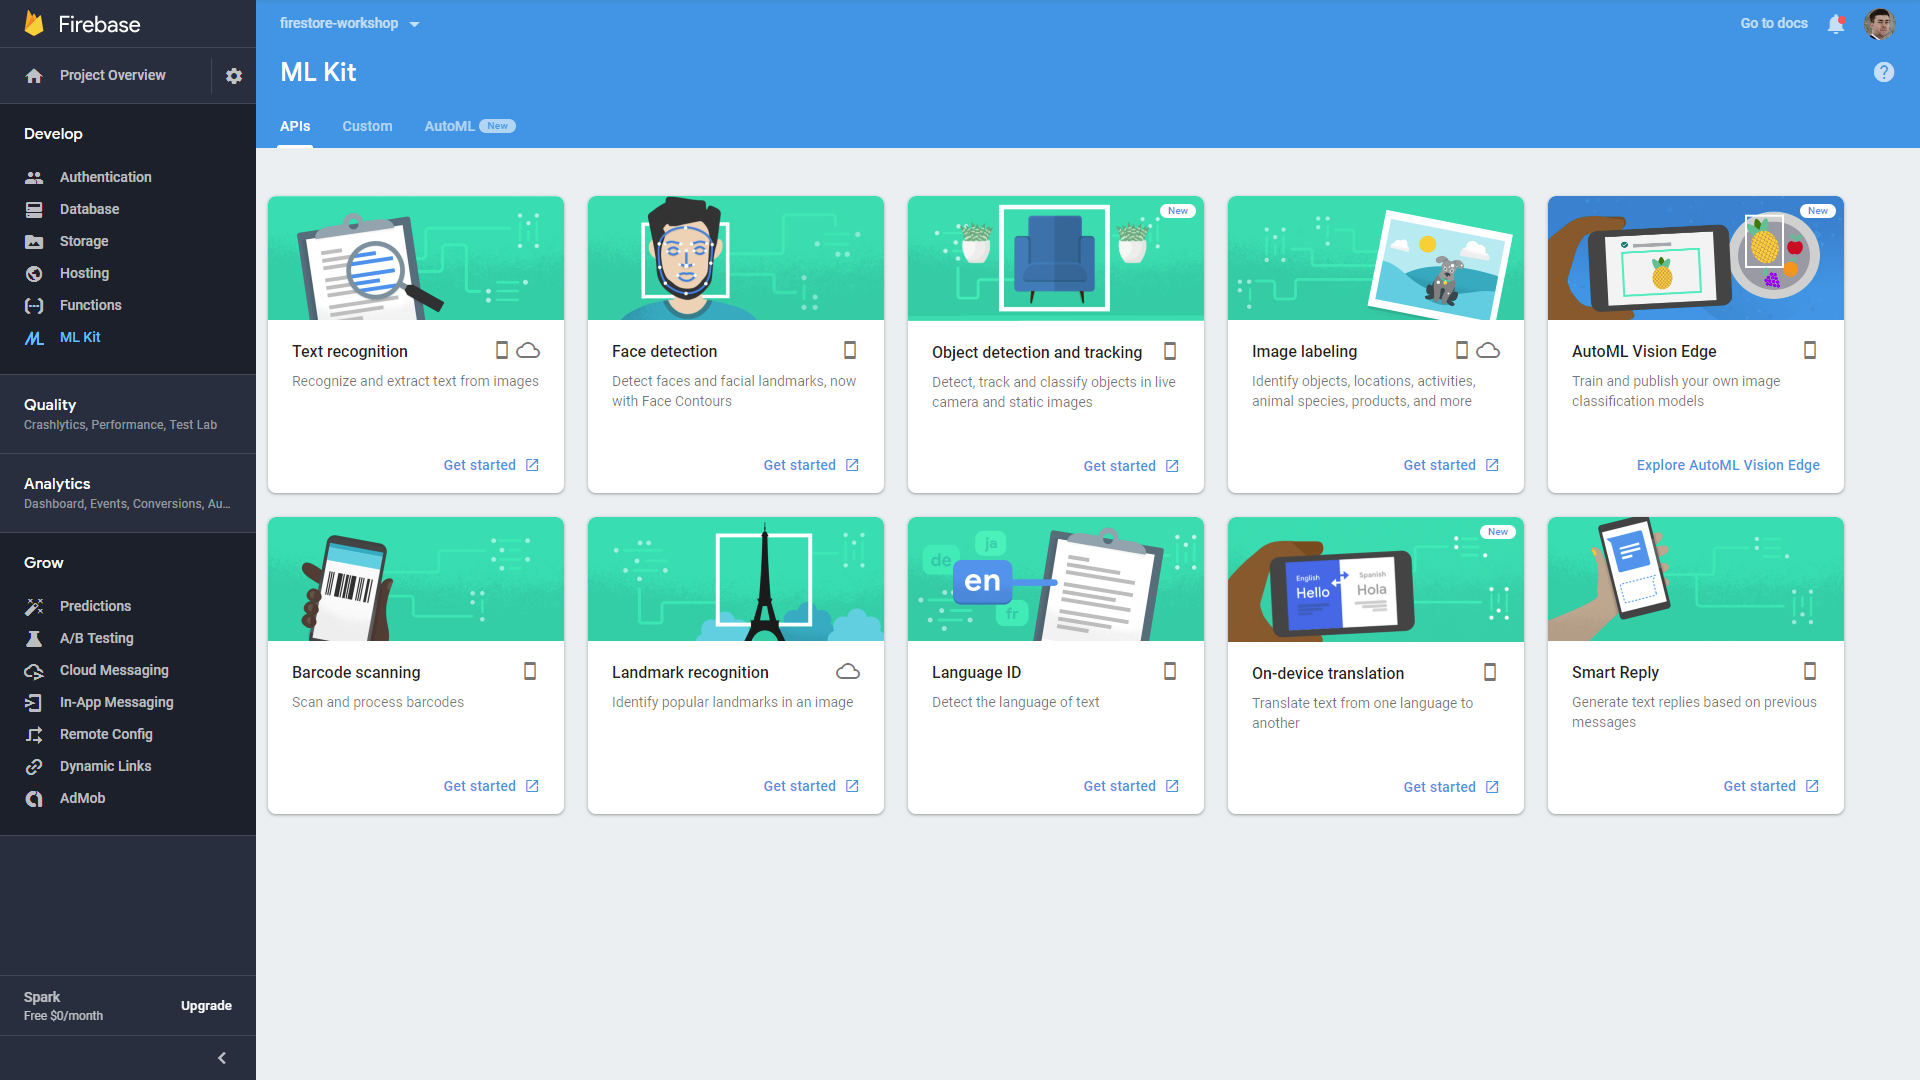 Firebase
Project Overview
Develop
Authentication
Database
Storage
Hosting
Functions
ML Kit
Quality
Crashlytics, Performance, Test Lab
Analytics
Dashboard, Events, Conversions, Au...
Grow
Predictions
A/B Testing
Cloud Messaging
In-App Messaging
Remote Config
Dynamic Links
AdMob
Spark
Free $0/month
Upgrade
firestore-workshop
Go to docs
ML Kit
APIs
Custom
AutoML New
Text recognition
Recognize and extract text from images
Get started
Face detection
Detect faces and facial landmarks, now
with Face Contours
Get started
New
Object detection and tracking
Detect, track and classify objects in live
camera and static images
Get started
Image labeling
Identify objects, locations, activities,
animal species, products, and more
Get started
New
AutoML Vision Edge
Train and publish your own image
classification models
Explore AutoML Vision Edge
Barcode scanning
Scan and process barcodes
Get started
Landmark recognition
Identify popular landmarks in an image
Get started
ja
de
en
fr
Language ID
Detect the language of text
Get started
New
English
Hello
Spanish
Hola
On-device translation
Translate text from one language to
another
Get started
Smart Reply
Generate text replies based on previous
messages
Get started